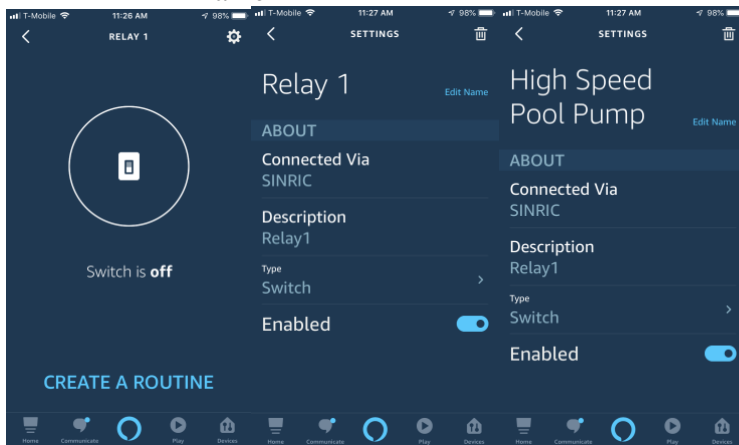 T-Mobile 11:26 AM 98%
RELAY 1
Switch is off
CREATE A ROUTINE
Home Communicate Play Devices
T-Mobile 11:27 AM 98%
SETTINGS
Relay 1
Edit Name
ABOUT
Connected Via
SINRIC
Description
Relay1
Type
Switch
Enabled
Home Communicate Play Devices
T-Mobile 11:27 AM 98%
SETTINGS
High Speed
Pool Pump
Edit Name
ABOUT
Connected Via
SINRIC
Description
Relay1
Type
Switch
Enabled
Home Communicate Play Devices